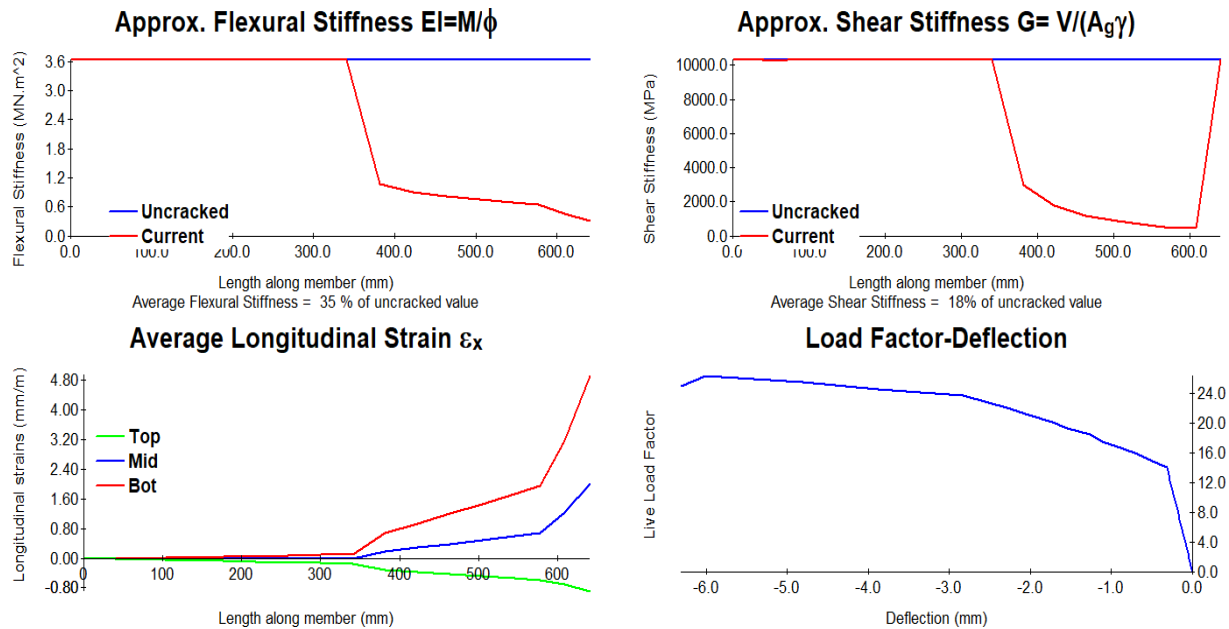 Approx. Flexural Stiffness EI=M/ϕ
Flexural Stiffness (MN.m^2)
3.6
3.0
2.4
1.8
1.2
0.6
0.0
Uncracked
Current
0.0 100.0 200.0 300.0 400.0 500.0 600.0
Length along member (mm)
Average Flexural Stiffness = 35 % of uncracked value
Approx. Shear Stiffness G= V/(Agγ)
Shear Stiffness (MPa)
10000.0
8000.0
6000.0
4000.0
2000.0
0.0
Uncracked
Current
0.0 100.0 200.0 300.0 400.0 500.0 600.0
Length along member (mm)
Average Shear Stiffness = 18% of uncracked value
Average Longitudinal Strain εx
Longitudinal strains (mm/m)
4.80
4.00
3.20
2.40
1.60
0.80
0.00
-0.80
Top
Mid
Bot
0 100 200 300 400 500 600
Length along member (mm)
Load Factor-Deflection
Live Load Factor
24.0
20.0
16.0
12.0
8.0
4.0
0.0
-6.0 -5.0 -4.0 -3.0 -2.0 -1.0 0.0
Deflection (mm)